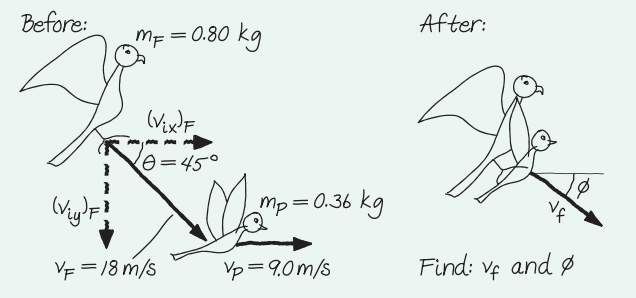 Before:
m_F = 0.80 kg
(v_ix)_F
θ = 45°
(v_iy)_F
m_P = 0.36 kg
v_F = 18 m/s
v_P = 9.0 m/s
After:
ϕ
v_f
Find: v_f and ϕ